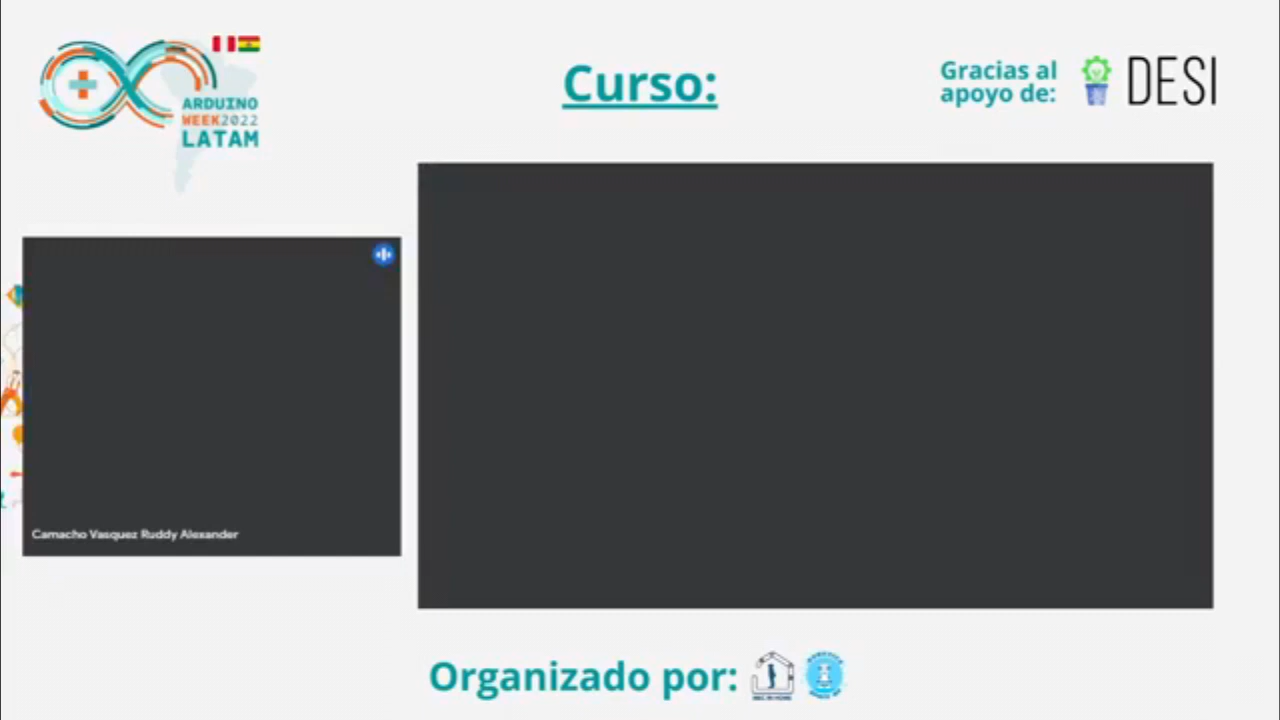 ARDUINO
WEEK2022
LATAM
Curso:
Gracias al
apoyo de:
DESI
Camacho Vasquez Ruddy Alexander
Organizado por: